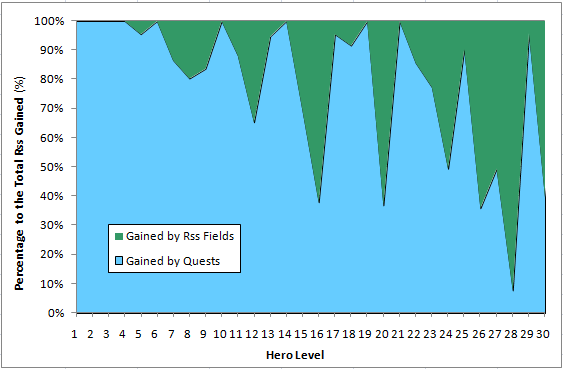 Percentage to the Total Rss Gained (%)
100%
90%
80%
70%
60%
50%
40%
30%
20%
10%
0%
Gained by Rss Fields
Gained by Quests
1 2 3 4 5 6 7 8 9 10 11 12 13 14 15 16 17 18 19 20 21 22 23 24 25 26 27 28 29 30
Hero Level